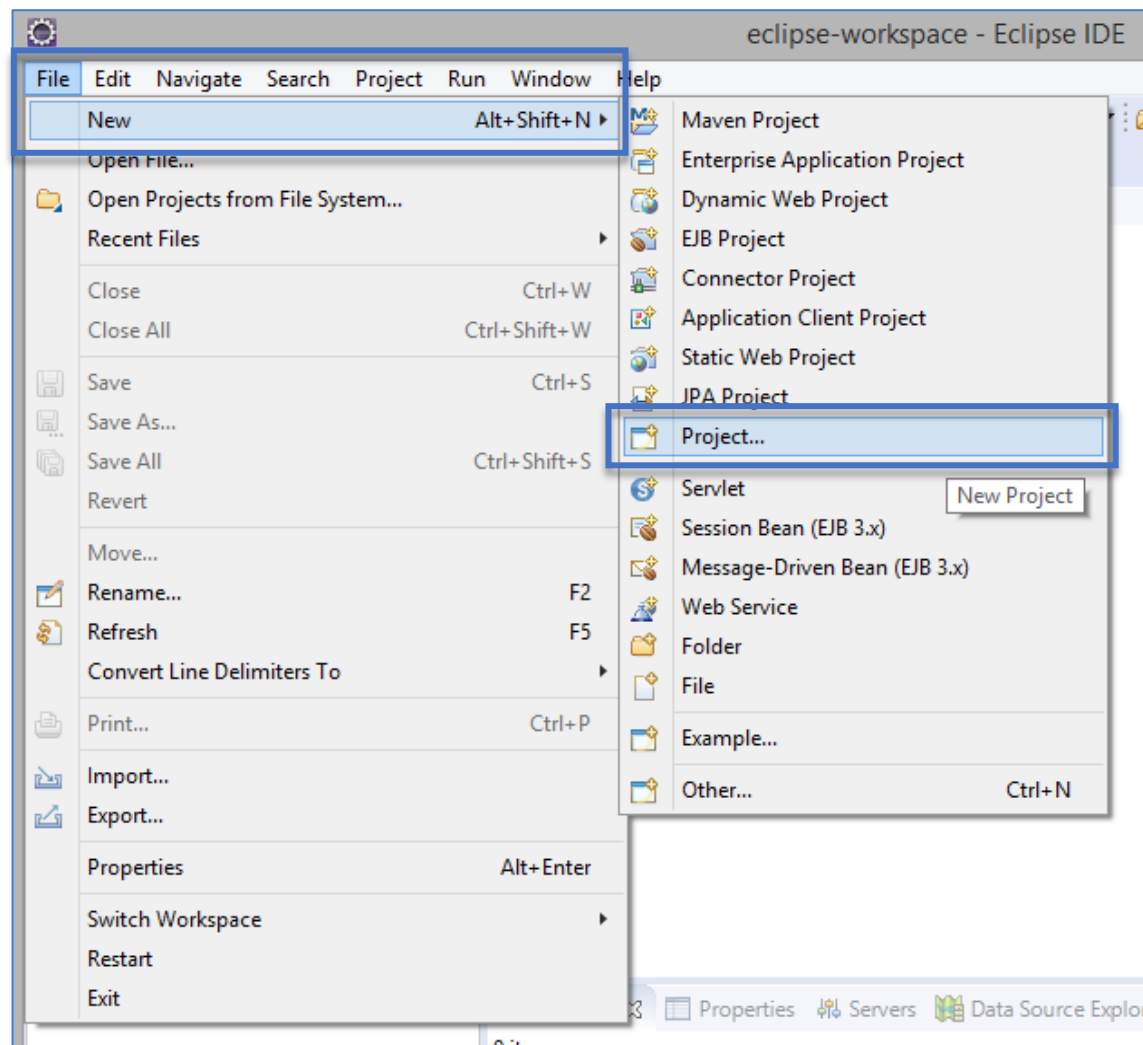 eclipse-workspace - Eclipse IDE
File Edit Navigate Search Project Run Window Help
New Alt+Shift+N
Open File...
Open Projects from File System...
Recent Files
Close Ctrl+W
Close All Ctrl+Shift+W
Save Ctrl+S
Save As...
Save All Ctrl+Shift+S
Revert
Move...
Rename... F2
Refresh F5
Convert Line Delimiters To
Print... Ctrl+P
Import...
Export...
Properties Alt+Enter
Switch Workspace
Restart
Exit
Maven Project
Enterprise Application Project
Dynamic Web Project
EJB Project
Connector Project
Application Client Project
Static Web Project
JPA Project
Project...
New Project
Servlet
Session Bean (EJB 3.x)
Message-Driven Bean (EJB 3.x)
Web Service
Folder
File
Example...
Other... Ctrl+N
Properties Servers Data Source Explor